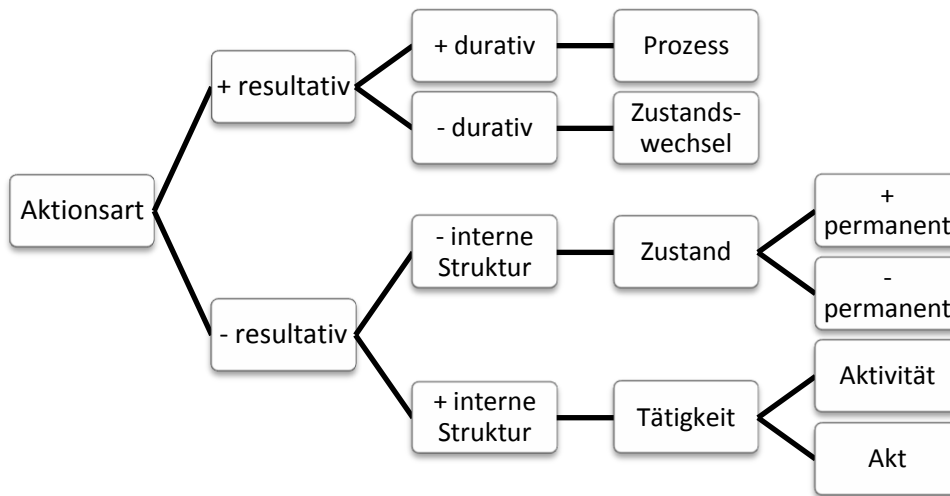 Aktionsart
+ resultativ
+ durativ
Prozess
- durativ
Zustands-
wechsel
- resultativ
- interne
Struktur
Zustand
+
permanent
-
permanent
+ interne
Struktur
Tätigkeit
Aktivität
Akt